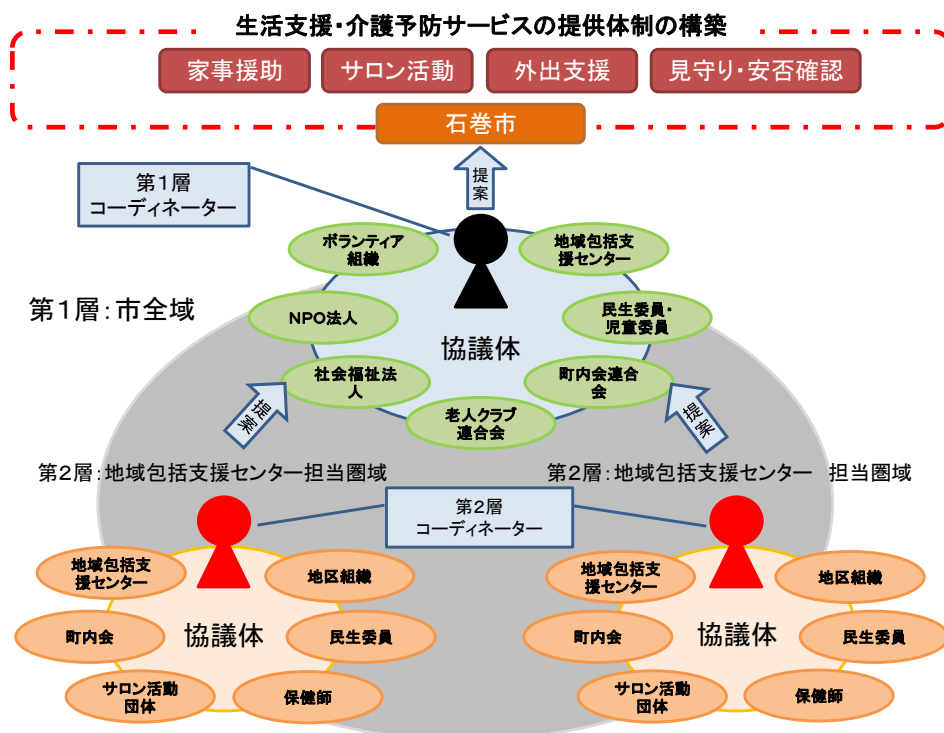 生活支援・介護予防サービスの提供体制の構築
家事援助
サロン活動
外出支援
見守り・安否確認
石巻市
提案
第1層
コーディネーター
ボランティア
組織
地域包括支
援センター
第1層：市全域
NPO法人
民生委員・
児童委員
協議体
社会福祉法
人
町内会連合
会
老人クラブ
連合会
提案
提案
第2層：地域包括支援センター担当圏域
第2層：地域包括支援センター　担当圏域
第2層
コーディネーター
地域包括支
援センター
地区組織
町内会
協議体
民生委員
サロン活動
団体
保健師
地域包括支
援センター
地区組織
町内会
協議体
民生委員
サロン活動
団体
保健師